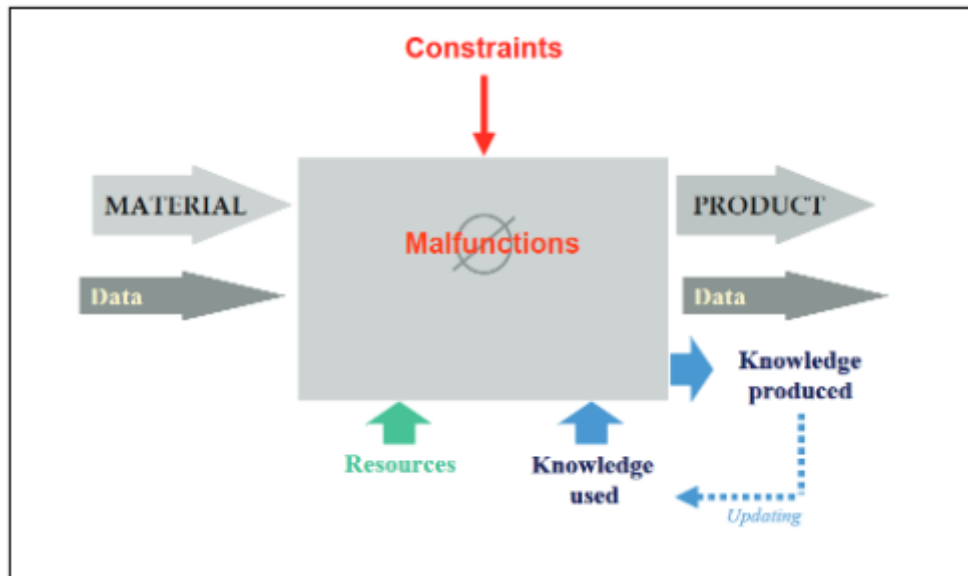 Constraints
MATERIAL
PRODUCT
Malfunctions
Data
Data
Knowledge
produced
Resources
Knowledge
used
Updating